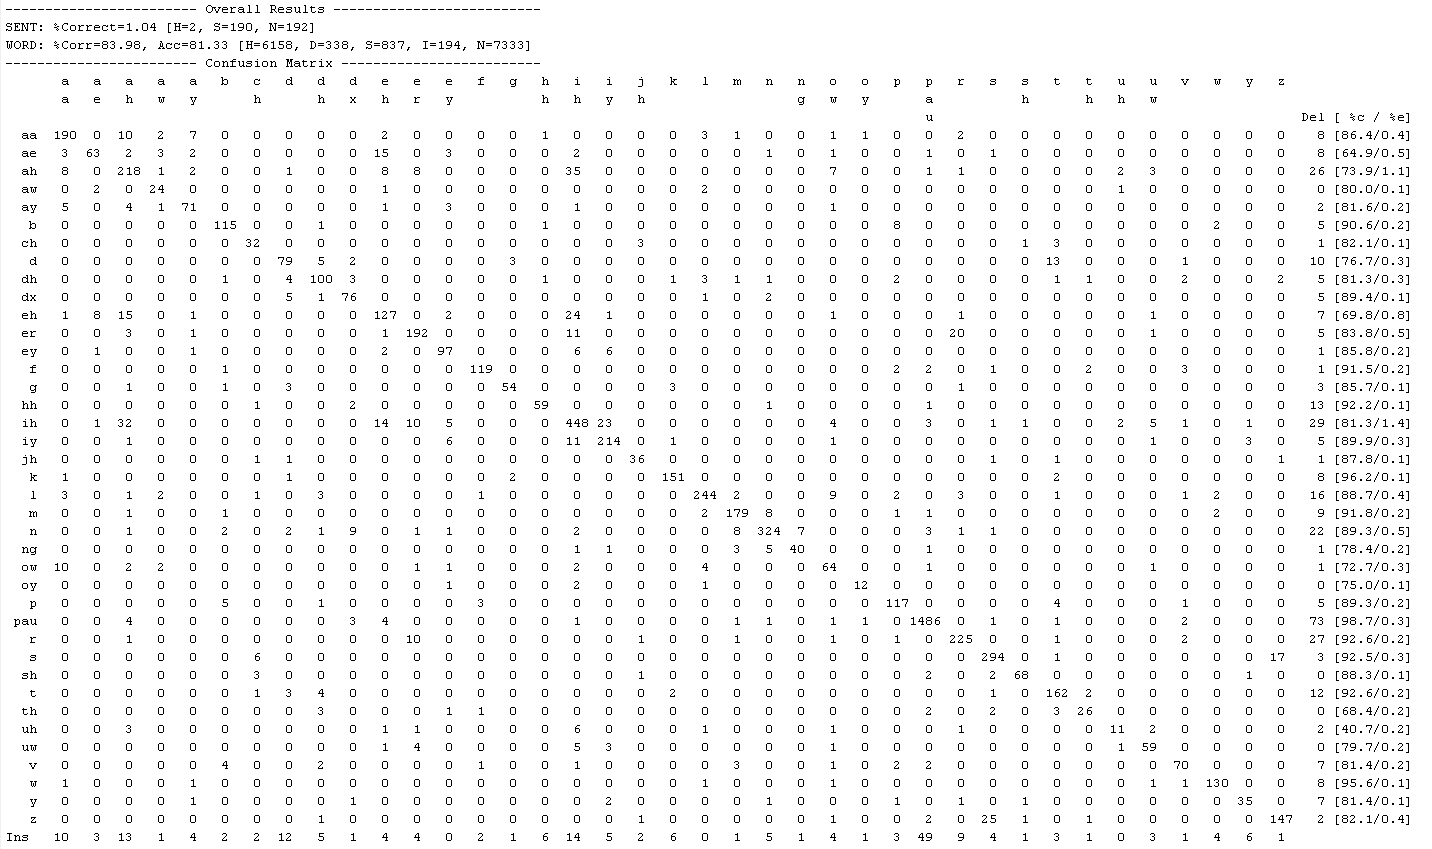 ------------------------ Overall Results --------------------------
SENT: %Correct=1.04 [H=2, S=190, N=192]
WORD: %Corr=83.98, Acc=81.33 [H=6158, D=338, S=837, I=194, N=7333]
------------------------ Confusion Matrix -------------------------
a a a a a b c d d d e e e f g h i i j k l m n n o o p p r s s t t u u v w y z
a e h w y h h x h r y h h y h g w y a h h h w
u Del [ %c / %e]
aa 190 0 10 2 7 0 0 0 0 0 2 0 0 0 0 1 0 0 0 0 3 1 0 0 1 1 0 0 2 0 0 0 0 0 0 0 0 0 0 8 [86.4/0.4]
ae 3 63 2 3 2 0 0 0 0 0 15 0 3 0 0 0 2 0 0 0 0 0 1 0 1 0 0 1 0 1 0 0 0 0 0 0 0 0 0 8 [64.9/0.5]
ah 8 0 218 1 2 0 0 1 0 0 8 8 0 0 0 0 35 0 0 0 0 0 0 0 7 0 0 1 1 0 0 0 0 2 3 0 0 0 0 26 [73.9/1.1]
aw 0 2 0 24 0 0 0 0 0 0 1 0 0 0 0 0 0 0 0 0 2 0 0 0 0 0 0 0 0 0 0 0 0 1 0 0 0 0 0 0 [80.0/0.1]
ay 5 0 4 1 71 0 0 0 0 0 1 0 3 0 0 0 1 0 0 0 0 0 0 0 1 0 0 0 0 0 0 0 0 0 0 0 0 0 0 2 [81.6/0.2]
b 0 0 0 0 0 115 0 0 1 0 0 0 0 0 0 1 0 0 0 0 0 0 0 0 0 0 8 0 0 0 0 0 0 0 0 0 2 0 0 5 [90.6/0.2]
ch 0 0 0 0 0 0 32 0 0 0 0 0 0 0 0 0 0 0 3 0 0 0 0 0 0 0 0 0 0 0 1 3 0 0 0 0 0 0 0 1 [82.1/0.1]
d 0 0 0 0 0 0 0 79 5 2 0 0 0 0 3 0 0 0 0 0 0 0 0 0 0 0 0 0 0 0 0 13 0 0 0 1 0 0 0 10 [76.7/0.3]
dh 0 0 0 0 0 1 0 4 100 3 0 0 0 0 0 1 0 0 0 1 3 1 1 0 0 0 2 0 0 0 0 1 1 0 0 2 0 0 2 5 [81.3/0.3]
dx 0 0 0 0 0 0 0 5 1 76 0 0 0 0 0 0 0 0 0 0 1 0 2 0 0 0 0 0 0 0 0 0 0 0 0 0 0 0 0 5 [89.4/0.1]
eh 1 8 15 0 1 0 0 0 0 0 127 0 2 0 0 0 24 1 0 0 0 0 0 0 1 0 0 0 1 0 0 0 0 0 1 0 0 0 0 7 [69.8/0.8]
er 0 0 3 0 1 0 0 0 0 0 1 192 0 0 0 0 11 0 0 0 0 0 0 0 0 0 0 0 20 0 0 0 0 0 1 0 0 0 0 5 [83.8/0.5]
ey 0 1 0 0 1 0 0 0 0 0 2 0 97 0 0 0 6 6 0 0 0 0 0 0 0 0 0 0 0 0 0 0 0 0 0 0 0 0 0 1 [85.8/0.2]
f 0 0 0 0 0 1 0 0 0 0 0 0 0 119 0 0 0 0 0 0 0 0 0 0 0 0 2 2 0 1 0 0 2 0 0 3 0 0 0 1 [91.5/0.2]
g 0 0 1 0 0 1 0 3 0 0 0 0 0 0 54 0 0 0 0 3 0 0 0 0 0 0 0 0 1 0 0 0 0 0 0 0 0 0 0 3 [85.7/0.1]
hh 0 0 0 0 0 0 1 0 0 2 0 0 0 0 0 59 0 0 0 0 0 0 1 0 0 0 0 1 0 0 0 0 0 0 0 0 0 0 0 13 [92.2/0.1]
ih 0 1 32 0 0 0 0 0 0 0 14 10 5 0 0 0 448 23 0 0 0 0 0 0 4 0 0 3 0 1 1 0 0 2 5 1 0 1 0 29 [81.3/1.4]
iy 0 0 1 0 0 0 0 0 0 0 0 0 6 0 0 0 11 214 0 1 0 0 0 0 1 0 0 0 0 0 0 0 0 0 1 0 0 3 0 5 [89.9/0.3]
jh 0 0 0 0 0 0 1 1 0 0 0 0 0 0 0 0 0 0 36 0 0 0 0 0 0 0 0 0 0 1 0 1 0 0 0 0 0 0 1 1 [87.8/0.1]
k 1 0 0 0 0 0 0 1 0 0 0 0 0 0 2 0 0 0 0 151 0 0 0 0 0 0 0 0 0 0 0 2 0 0 0 0 0 0 0 8 [96.2/0.1]
l 3 0 1 2 0 0 1 0 3 0 0 0 0 1 0 0 0 0 0 0 244 2 0 0 9 0 2 0 3 0 0 1 0 0 0 1 2 0 0 16 [88.7/0.4]
m 0 0 1 0 0 1 0 0 0 0 0 0 0 0 0 0 0 0 0 0 2 179 8 0 0 0 1 1 0 0 0 0 0 0 0 0 2 0 0 9 [91.8/0.2]
n 0 0 1 0 0 2 0 2 1 9 0 1 1 0 0 0 2 0 0 0 0 8 324 7 0 0 0 3 1 1 0 0 0 0 0 0 0 0 0 22 [89.3/0.5]
ng 0 0 0 0 0 0 0 0 0 0 0 0 0 0 0 0 1 1 0 0 0 3 5 40 0 0 0 1 0 0 0 0 0 0 0 0 0 0 0 1 [78.4/0.2]
ow 10 0 2 2 0 0 0 0 0 0 0 1 1 0 0 0 2 0 0 0 4 0 0 0 64 0 0 1 0 0 0 0 0 0 1 0 0 0 0 1 [72.7/0.3]
oy 0 0 0 0 0 0 0 0 0 0 0 0 1 0 0 0 2 0 0 0 1 0 0 0 0 12 0 0 0 0 0 0 0 0 0 0 0 0 0 0 [75.0/0.1]
p 0 0 0 0 0 5 0 0 1 0 0 0 0 3 0 0 0 0 0 0 0 0 0 0 0 0 117 0 0 0 0 4 0 0 0 1 0 0 0 5 [89.3/0.2]
pau 0 0 4 0 0 0 0 0 0 3 4 0 0 0 0 0 1 0 0 0 0 1 1 0 1 1 0 1486 0 0 1 1 0 0 0 2 0 0 0 73 [98.7/0.3]
r 0 0 1 0 0 0 0 0 0 0 0 10 0 0 0 0 0 0 1 0 0 1 0 0 1 0 1 0 225 0 0 1 0 0 0 2 0 0 0 27 [92.6/0.2]
s 0 0 0 0 0 0 6 0 0 0 0 0 0 0 0 0 0 0 0 0 0 0 0 0 0 0 0 0 0 294 0 1 0 0 0 0 0 0 17 3 [92.5/0.3]
sh 0 0 0 0 0 0 3 0 0 0 0 0 0 0 0 0 0 0 1 0 0 0 0 0 0 0 0 2 0 2 68 0 0 0 0 0 0 1 0 0 [88.3/0.1]
t 0 0 0 0 0 0 1 3 4 0 0 0 0 0 0 0 0 0 0 2 0 0 0 0 0 0 0 0 0 1 0 162 2 0 0 0 0 0 0 12 [92.6/0.2]
th 0 0 0 0 0 0 0 0 3 0 0 0 1 1 0 0 0 0 0 0 0 0 0 0 0 0 0 2 0 2 0 3 26 0 0 0 0 0 0 0 [68.4/0.2]
uh 0 0 3 0 0 0 0 0 0 0 1 1 0 0 0 0 6 0 0 0 1 0 0 0 1 0 0 0 1 0 0 0 0 11 2 0 0 0 0 2 [40.7/0.2]
uw 0 0 0 0 0 0 0 0 0 0 1 4 0 0 0 0 5 3 0 0 0 0 0 0 1 0 0 0 0 0 0 0 0 1 59 0 0 0 0 0 [79.7/0.2]
v 0 0 0 0 0 4 0 0 2 0 0 0 0 1 0 0 1 0 0 0 0 3 0 0 1 0 2 2 0 0 0 0 0 0 0 70 0 0 0 7 [81.4/0.2]
w 1 0 0 0 1 0 0 0 0 0 0 0 0 0 0 0 0 0 0 0 1 0 0 0 1 0 0 0 0 0 0 0 0 0 1 1 130 0 0 8 [95.6/0.1]
y 0 0 0 0 1 0 0 0 0 1 0 0 0 0 0 0 0 2 0 0 0 0 1 0 0 0 1 0 1 0 1 0 0 0 0 0 0 35 0 7 [81.4/0.1]
z 0 0 0 0 0 0 0 0 1 0 0 0 0 0 0 0 0 0 1 0 0 0 0 0 1 0 0 2 0 25 1 0 1 0 0 0 0 0 147 2 [82.1/0.4]
Ins 10 3 13 1 4 2 2 12 5 1 4 4 0 2 1 6 14 5 2 6 0 1 5 1 4 1 3 49 9 4 1 3 1 0 3 1 4 6 1